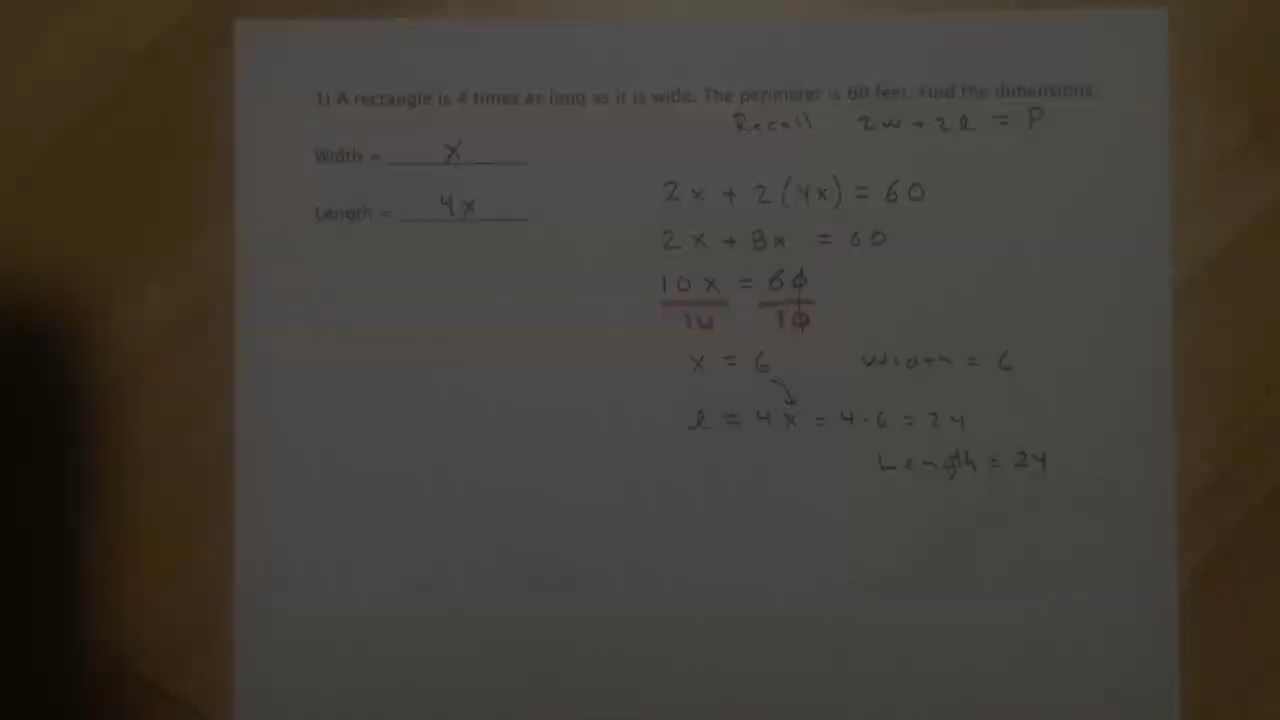 1) A rectangle is 4 times as long as it is wide. The perimeter is 60 feet. Find the dimensions.
Recall 2w + 2l = P
Width = x
Length = 4x
2x + 2(4x) = 60
2x + 8x = 60
10x = 60
10 10
x = 6 Width = 6
l = 4x = 4·6 = 24
Length = 24